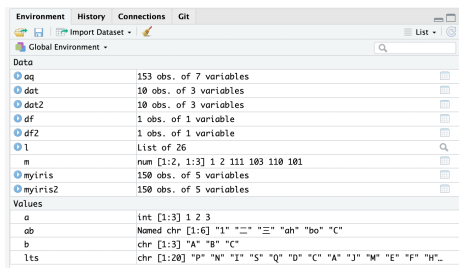 Environment History Connections Git
Import Dataset List
Global Environment
Data
aq 153 obs. of 7 variables
dat 10 obs. of 3 variables
dat2 10 obs. of 3 variables
df 1 obs. of 1 variable
df2 1 obs. of 1 variable
l List of 26
m num [1:2, 1:3] 1 2 111 103 110 101
myiris 150 obs. of 5 variables
myiris2 150 obs. of 5 variables
Values
a int [1:3] 1 2 3
ab Named chr [1:6] "1" "二" "三" "ah" "bo" "C"
b chr [1:3] "A" "B" "C"
lts chr [1:20] "P" "N" "I" "S" "Q" "D" "C" "A" "J" "M" "E" "F" "H"…